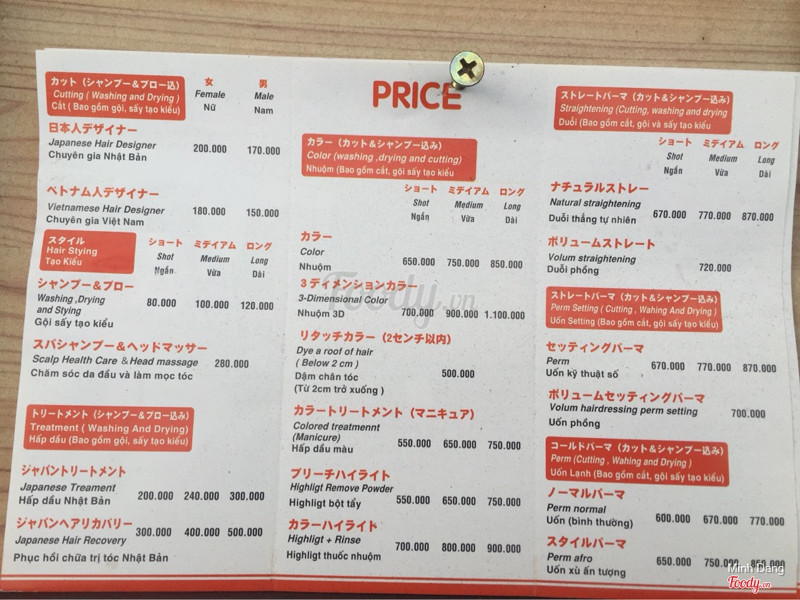 カット（シャンプー＆ブロー込）
Cutting ( Washing and Drying )
Cắt ( Bao gồm gội, sấy tạo kiểu)
女 男
Female Male
Nữ Nam
日本人デザイナー
Japanese Hair Designer 200.000 170.000
Chuyên gia Nhật Bản
ベトナム人デザイナー
Vietnamese Hair Designer 180.000 150.000
Chuyên gia Việt Nam
スタイル
Hair Stying
Tạo Kiểu
ショート ミディアム ロング
Shot Medium Long
Ngắn Vừa Dài
シャンプー＆ブロー
Washing ,Drying 80.000 100.000 120.000
and Stying
Gội sấy tạo kiểu
スパシャンプー＆ヘッドマッサー
Scalp Health Care & Head massage 280.000
Chăm sóc da đầu và làm mọc tóc
トリートメント（シャンプー＆ブロー込み）
Treatment ( Washing And Drying)
Hấp dầu (Bao gồm gội, sấy tạo kiểu)
ジャパントリートメント
Japanese Treament
Hấp dầu Nhật Bản 200.000 240.000 300.000
ジャパンヘアリカバリー
Japanese Hair Recovery 300.000 400.000 500.000
Phục hồi chữa trị tóc Nhật Bản
PRICE
カラー（カット＆シャンプー込み）
Color (washing ,drying and cutting)
Nhuộm (Bao gồm cắt, gội sấy tạo kiểu
ショート ミデイアム ロング
Shot Medium Long
Ngắn Vừa Dài
カラー
Color
Nhuộm 650.000 750.000 850.000
3ディメンションカラー
3-Dimensional Color
Nhuộm 3D 700.000 900.000 1.100.000
リタッチカラー（2センチ以内）
Dye a roof of hair
( Below 2 cm ) 500.000
Dặm chân tóc
(Từ 2cm trở xuống )
カラートリートメント（マニキュア）
Colored treatmennt
(Manicure) 550.000 650.000 750.000
Hấp dầu màu
ブリーチハイライト
Highligt Remove Powder
Highligt bột tẩy 550.000 650.000 750.000
カラーハイライド
Highligt + Rinse
Highligt thuốc nhuộm 700.000 800.000 900.000
ストレートパーマ（カット＆シャンプー込み）
Straightening (Cutting, washing and drying
Duỗi (Bao gồm cắt, gội và sấy tạo kiểu
ショート ミデイアム ロング
Shot Medium Long
Ngắn Vừa Dài
ナチュラルストレー
Natural straightening
Duỗi thẳng tự nhiên 670.000 770.000 870.000
ボリュームストレート
Volum straightening
Duỗi phồng 720.000
ストレートパーマ（カット＆シャンプー込み）
Perm Setting ( Cutting, Wahing And Drying )
Uốn Setting (Bao gồm cắt, gội sấy tạo kiểu)
セッティングパーマ
Perm 670.000 770.000 870.000
Uốn kỹ thuật số
ボリュームセッティングパーマ
Volum hairdressing perm setting 700.000
Uốn phồng
コールドパーマ（カット＆シャンプー込み）
Perm (Cutting , Wahing and Drying )
Uốn Lạnh (Bao gồm cắt, gội sấy tạo kiểu)
ノーマルパーマ
Perm normal
Uốn (bình thường) 600.000 670.000 770.000
スタイルパーマ
Perm afro 650.000 750.000 850.000
Uốn xù ấn tượng
Foody.vn
Minh Dang
Foody.vn